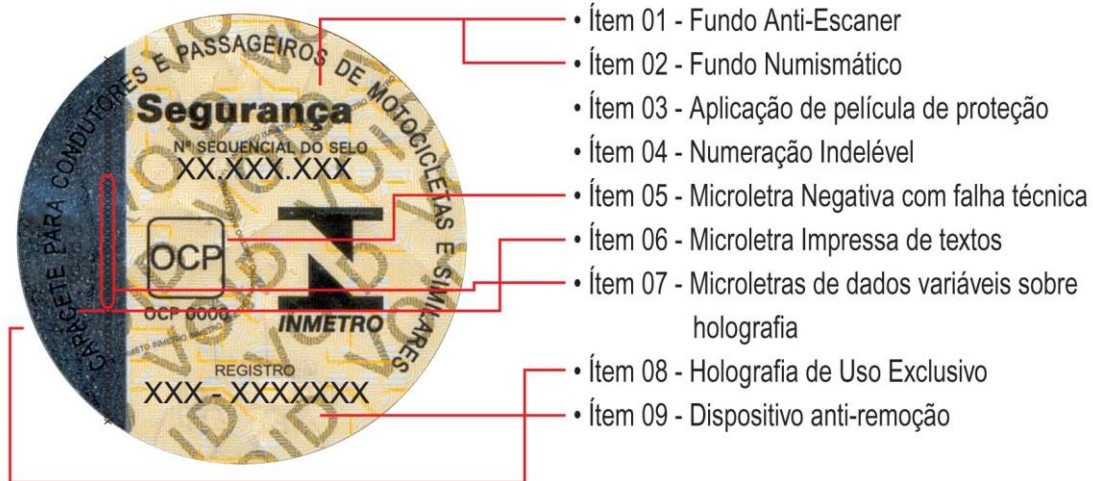 CAPACETE PARA CONDUTORES E PASSAGEIROS DE MOTOCICLETAS E SIMILARES
Segurança
Nº SEQUENCIAL DO SELO
XX.XXX.XXX
OCP
OCP 0000
INMETRO
REGISTRO
XXX - XXXXXXX
VOID
• Ítem 01 - Fundo Anti-Escaner
• Ítem 02 - Fundo Numismático
• Ítem 03 - Aplicação de película de proteção
• Ítem 04 - Numeração Indelével
• Ítem 05 - Microletra Negativa com falha técnica
• Ítem 06 - Microletra Impressa de textos
• Ítem 07 - Microletras de dados variáveis sobre
holografia
• Ítem 08 - Holografia de Uso Exclusivo
• Ítem 09 - Dispositivo anti-remoção